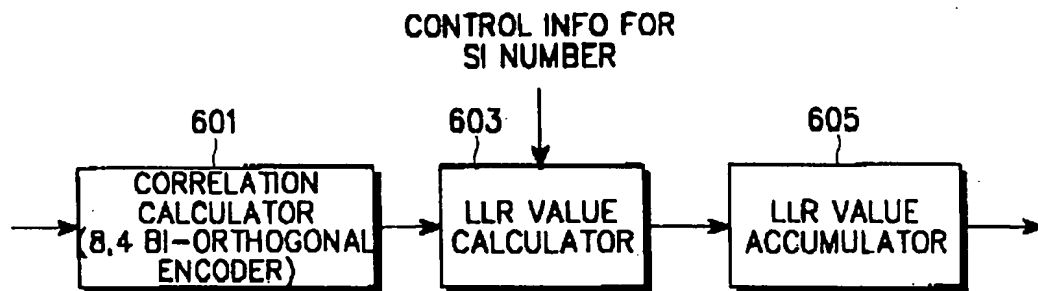 CONTROL INFO FOR
SI NUMBER
601
603
605
CORRELATION
CALCULATOR
(8,4 BI-ORTHOGONAL
ENCODER)
LLR VALUE
CALCULATOR
LLR VALUE
ACCUMULATOR